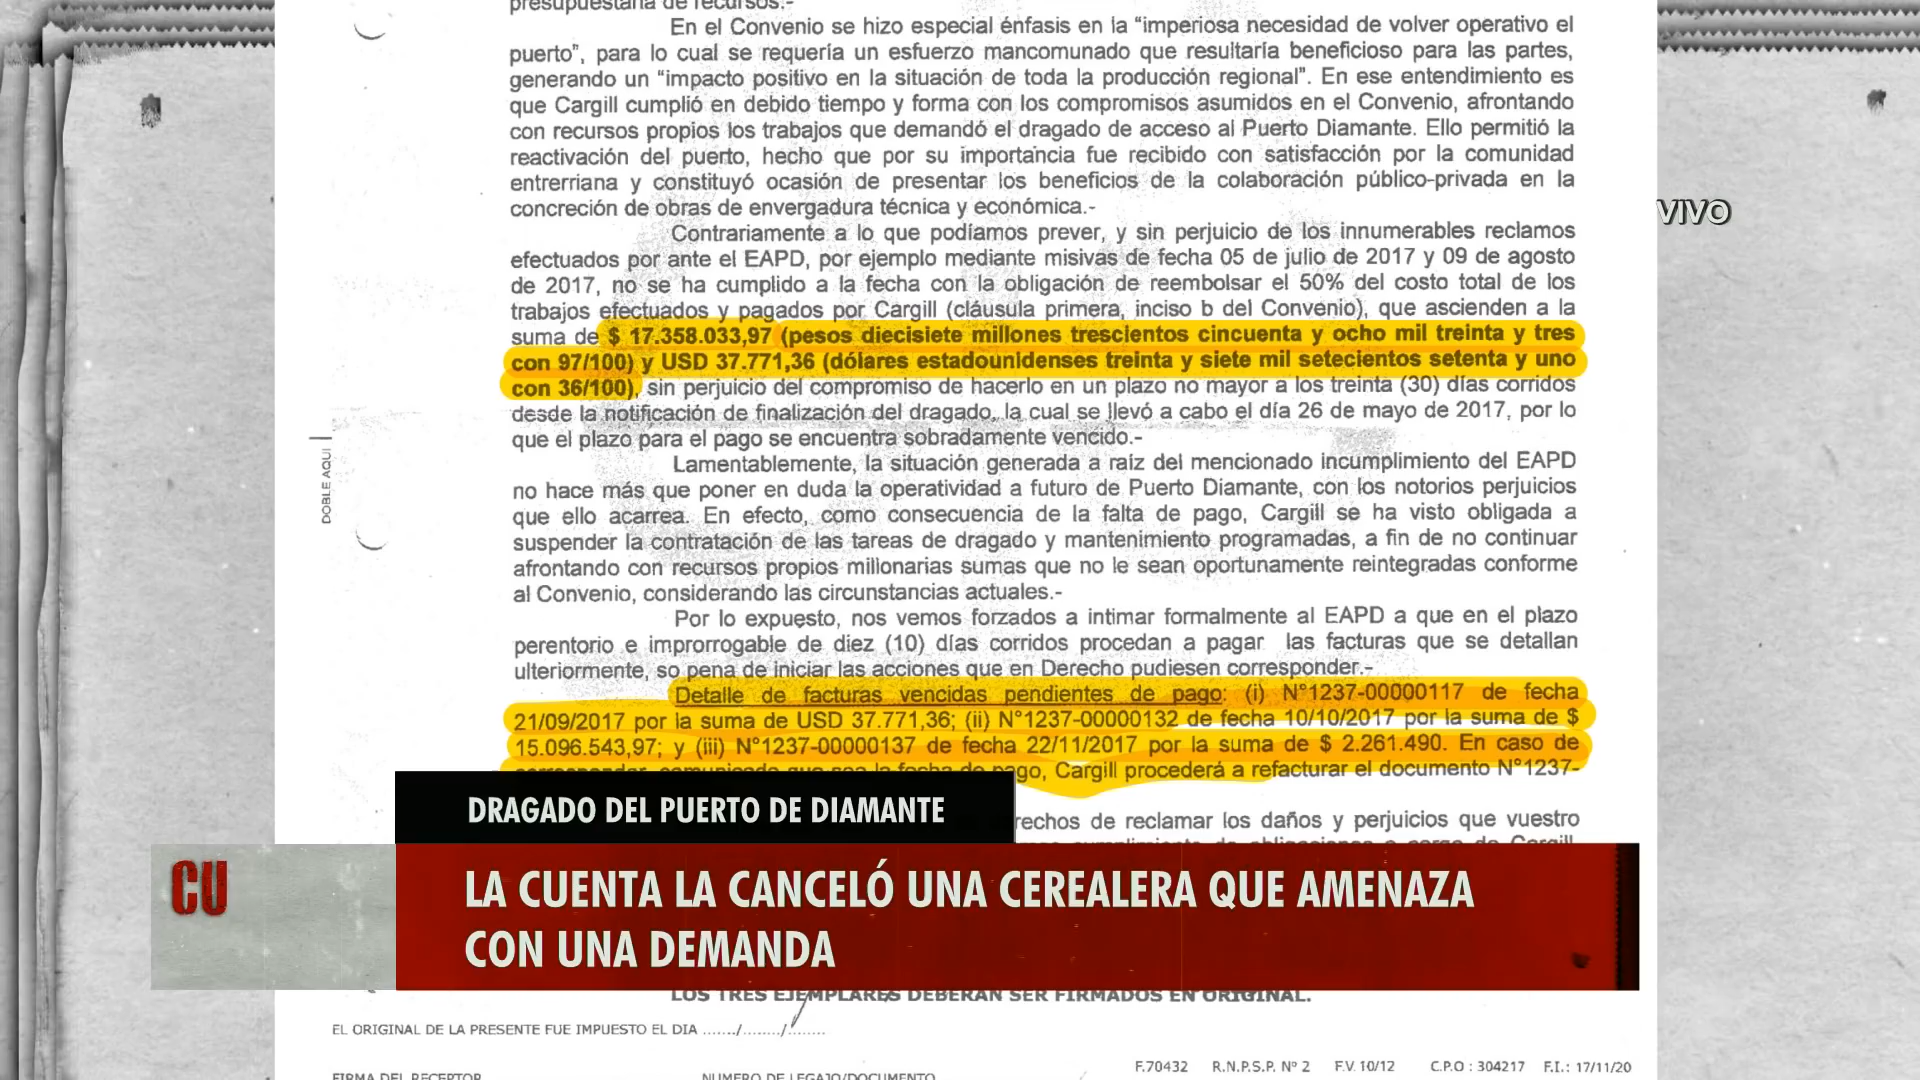 presupuestaria de recursos.-
En el Convenio se hizo especial énfasis en la “imperiosa necesidad de volver operativo el
puerto”, para lo cual se requería un esfuerzo mancomunado que resultaría beneficioso para las partes,
generando un “impacto positivo en la situación de toda la producción regional”. En ese entendimiento es
que Cargill cumplió en debido tiempo y forma con los compromisos asumidos en el Convenio, afrontando
con recursos propios los trabajos que demandó el dragado de acceso al Puerto Diamante. Ello permitió la
reactivación del puerto, hecho que por su importancia fue recibido con satisfacción por la comunidad
entrerriana y constituyó ocasión de presentar los beneficios de la colaboración público-privada en la
concreción de obras de envergadura técnica y económica.-
Contrariamente a lo que podíamos prever, y sin perjuicio de los innumerables reclamos
efectuados por ante el EAPD, por ejemplo mediante misivas de fecha 05 de julio de 2017 y 09 de agosto
de 2017, no se ha cumplido a la fecha con la obligación de reembolsar el 50% del costo total de los
trabajos efectuados y pagados por Cargill (cláusula primera, inciso b del Convenio), que ascienden a la
suma de $ 17.358.033,97 (pesos diecisiete millones trescientos cincuenta y ocho mil treinta y tres
con 97/100) y USD 37.771,36 (dólares estadounidenses treinta y siete mil setecientos setenta y uno
con 36/100), sin perjuicio del compromiso de hacerlo en un plazo no mayor a los treinta (30) días corridos
desde la notificación de finalización del dragado, la cual se llevó a cabo el día 26 de mayo de 2017, por lo
que el plazo para el pago se encuentra sobradamente vencido.-
Lamentablemente, la situación generada a raíz del mencionado incumplimiento del EAPD
no hace más que poner en duda la operatividad a futuro de Puerto Diamante, con los notorios perjuicios
que ello acarrea. En efecto, como consecuencia de la falta de pago, Cargill se ha visto obligada a
suspender la contratación de las tareas de dragado y mantenimiento programadas, a fin de no continuar
afrontando con recursos propios millonarias sumas que no le sean oportunamente reintegradas conforme
al Convenio, considerando las circunstancias actuales.-
Por lo expuesto, nos vemos forzados a intimar formalmente al EAPD a que en el plazo
perentorio e improrrogable de diez (10) días corridos procedan a pagar las facturas que se detallan
ulteriormente, so pena de iniciar las acciones que en Derecho pudiesen corresponder.-
Detalle de facturas vencidas pendientes de pago: (i) N°1237-00000117 de fecha
21/09/2017 por la suma de USD 37.771,36; (ii) N°1237-00000132 de fecha 10/10/2017 por la suma de $
15.096.543,97; y (iii) N°1237-00000137 de fecha 22/11/2017 por la suma de $ 2.261.490. En caso de
Cargill procederá a refacturar el documento N°1237-
de reclamar los daños y perjuicios que vuestro
DOBLE AQUI
VIVO
DRAGADO DEL PUERTO DE DIAMANTE
CU
LA CUENTA LA CANCELÓ UNA CEREALERA QUE AMENAZA
CON UNA DEMANDA
LOS TRES EJEMPLARES DEBERAN SER FIRMADOS EN ORIGINAL.
EL ORIGINAL DE LA PRESENTE FUE IMPUESTO EL DIA ......./......../........
F.70432 R.N.P.S.P. Nº 2 F.V. 10/12 C.P.O : 304217 F.I.: 17/11/20
FIRMA DEL RECEPTOR NUMERO DE LEGAJO/DOCUMENTO